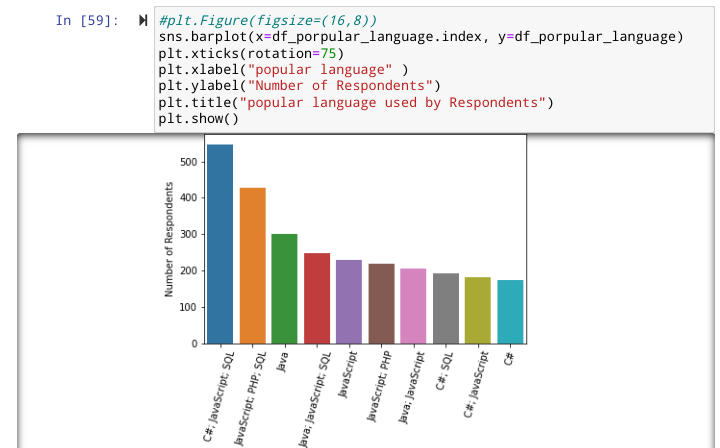 In [59]:
#plt.Figure(figsize=(16,8))
sns.barplot(x=df_porpular_language.index, y=df_porpular_language)
plt.xticks(rotation=75)
plt.xlabel("popular language" )
plt.ylabel("Number of Respondents")
plt.title("popular language used by Respondents")
plt.show()
Number of Respondents
500
400
300
200
100
0
C#; JavaScript; SQL
JavaScript; PHP; SQL
Java
Java; JavaScript; SQL
JavaScript
JavaScript; PHP
Java; JavaScript
C#; SQL
C#; JavaScript
C#